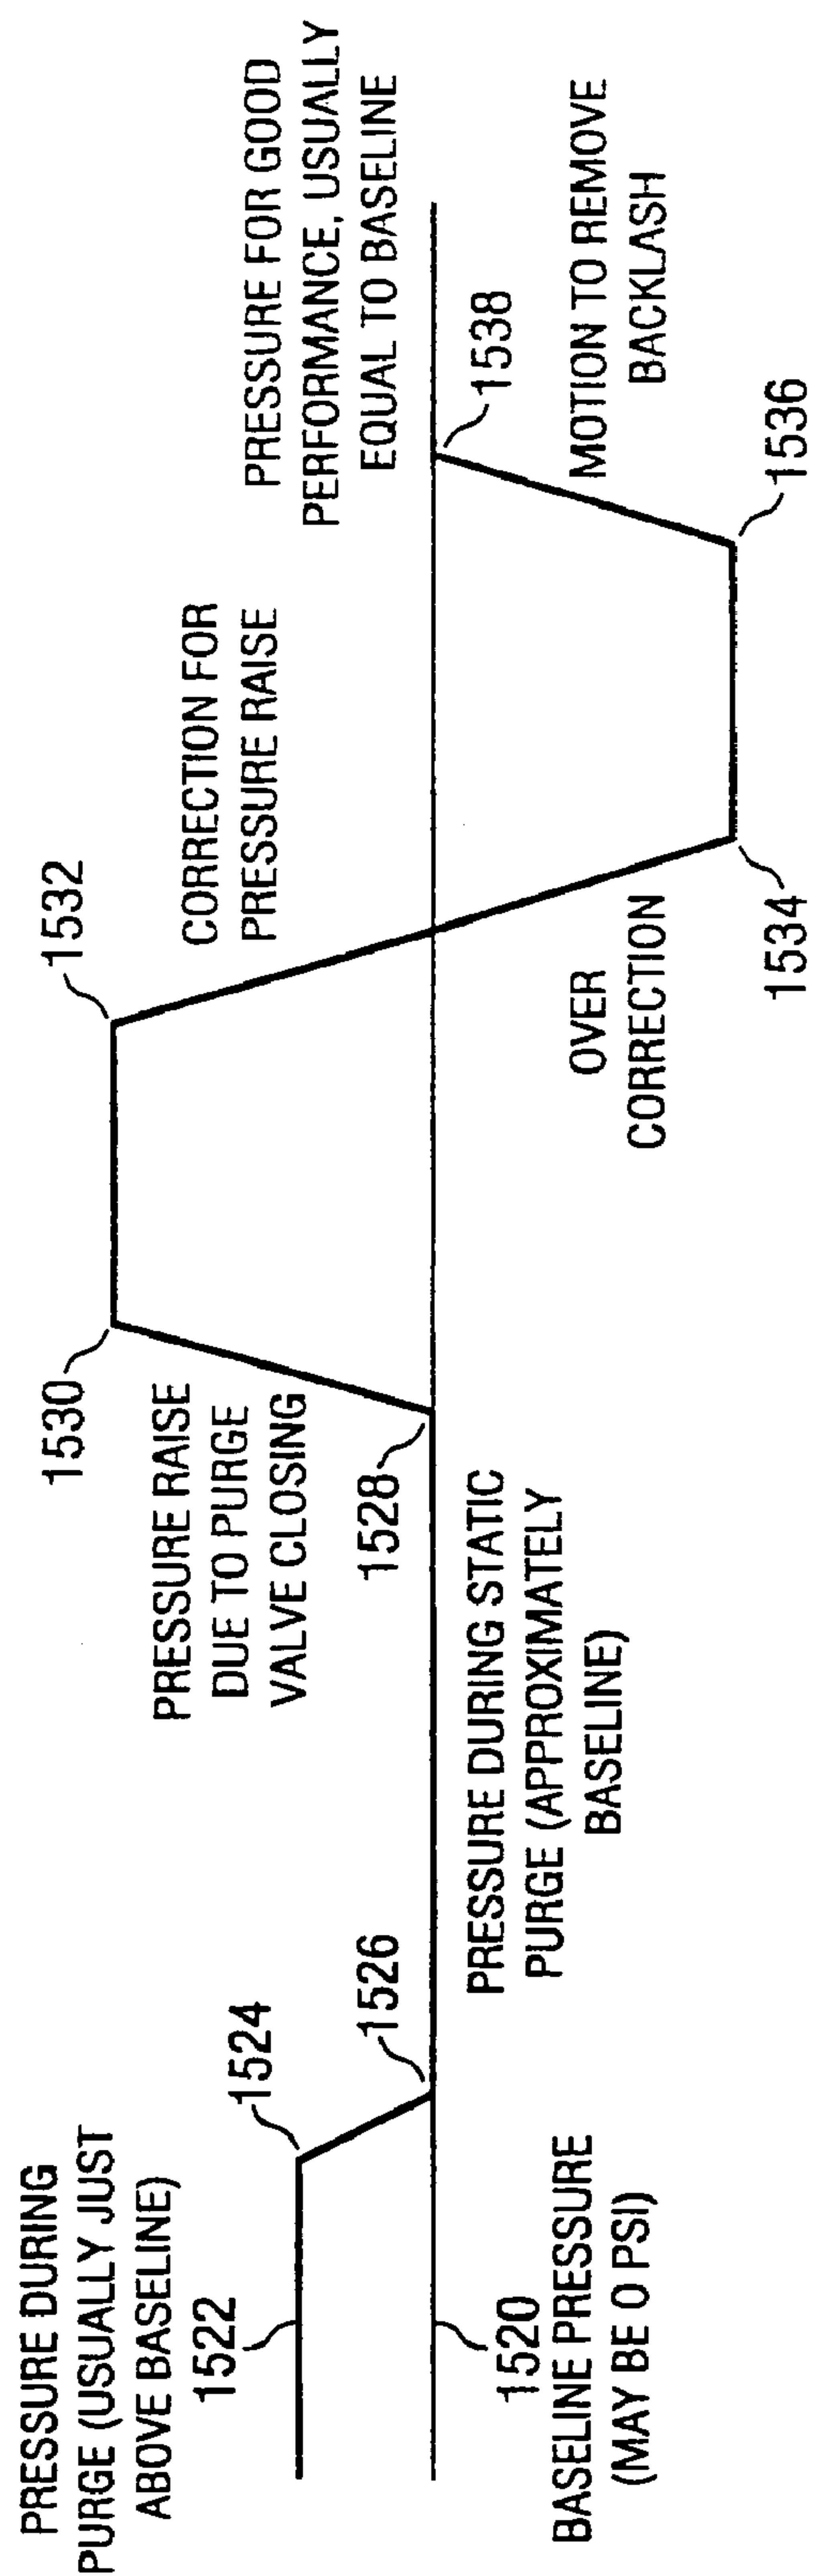 PRESSURE DURING
PURGE (USUALLY JUST
ABOVE BASELINE)
1522
1524
1520
BASELINE PRESSURE
(MAY BE 0 PSI)
1526
PRESSURE DURING STATIC
PURGE (APPROXIMATELY
BASELINE)
1528
PRESSURE RAISE
DUE TO PURGE
VALVE CLOSING
1530
1532
CORRECTION FOR
PRESSURE RAISE
OVER
CORRECTION
1534
1536
MOTION TO REMOVE
BACKLASH
1538
PRESSURE FOR GOOD
PERFORMANCE, USUALLY
EQUAL TO BASELINE